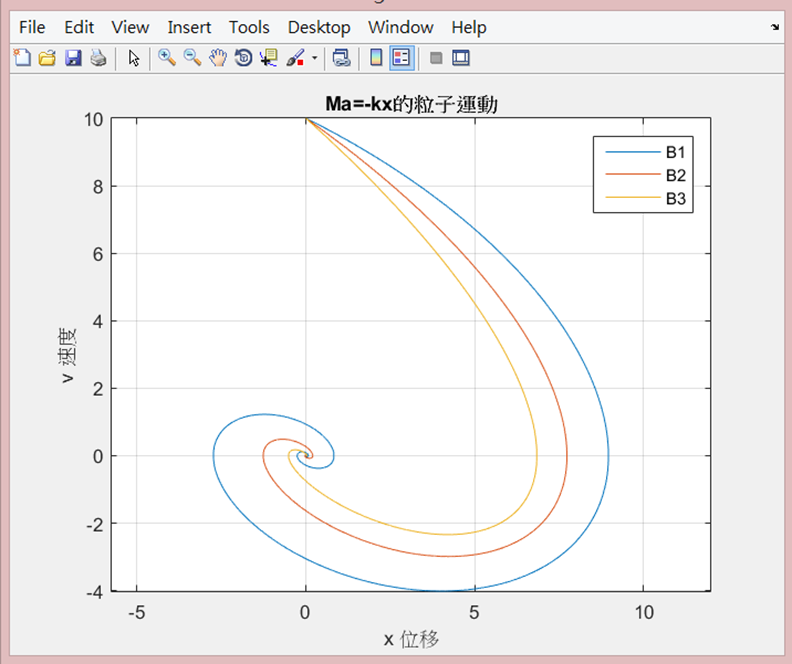 File Edit View Insert Tools Desktop Window Help
Ma=-kx的粒子運動
10
8
6
4
2
0
-2
-4
v 速度
B1
B2
B3
-5 0 5 10
x 位移